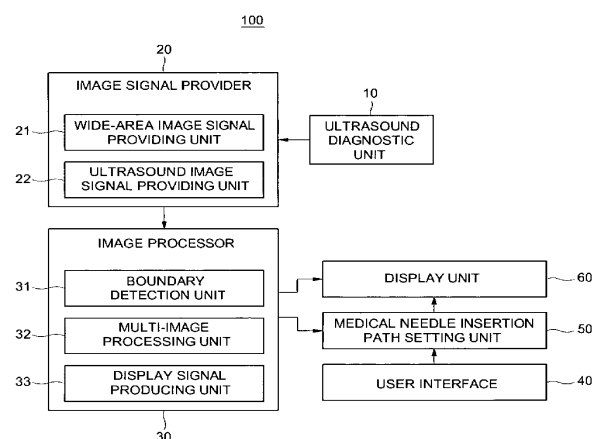 100
20
IMAGE SIGNAL PROVIDER
10
21
WIDE-AREA IMAGE SIGNAL
PROVIDING UNIT
ULTRASOUND
DIAGNOSTIC
UNIT
22
ULTRASOUND IMAGE
SIGNAL PROVIDING UNIT
IMAGE PROCESSOR
31
BOUNDARY
DETECTION UNIT
DISPLAY UNIT
60
32
MULTI-IMAGE
PROCESSING UNIT
MEDICAL NEEDLE INSERTION
PATH SETTING UNIT
50
33
DISPLAY SIGNAL
PRODUCING UNIT
USER INTERFACE
40
30